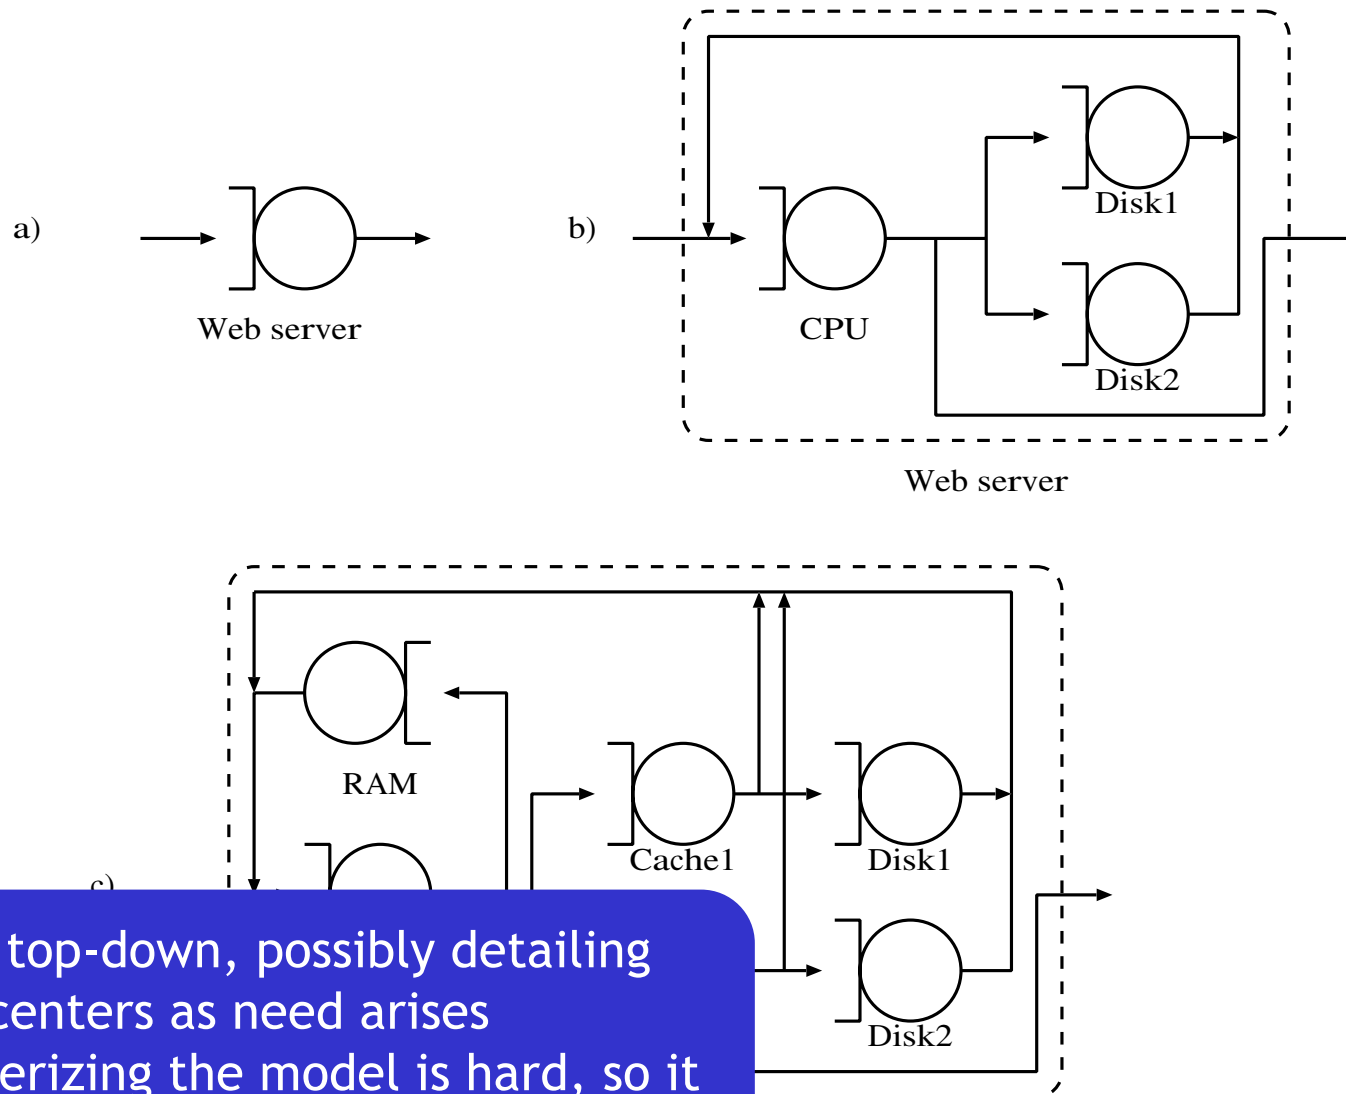 a)
Web server
b)
CPU
Disk1
Disk2
Web server
c)
RAM
Cache1
Disk1
Disk2
top-down, possibly detailing
centers as need arises
the model is hard, so it